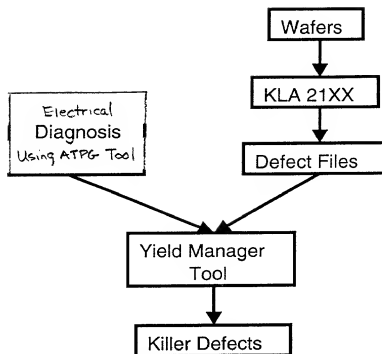 Wafers
KLA 21XX
Electrical
Diagnosis
Using ATPG Tool
Defect Files
Yield Manager
Tool
Killer Defects